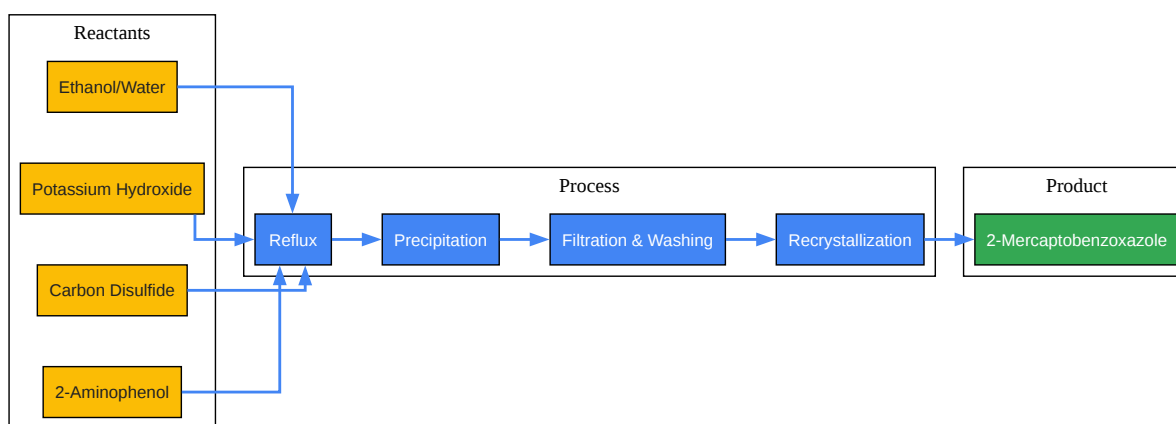 Reactants
Ethanol/Water
Potassium Hydroxide
Carbon Disulfide
2-Aminophenol
Process
Reflux
Precipitation
Filtration & Washing
Recrystallization
Product
2-Mercaptobenzoxazole